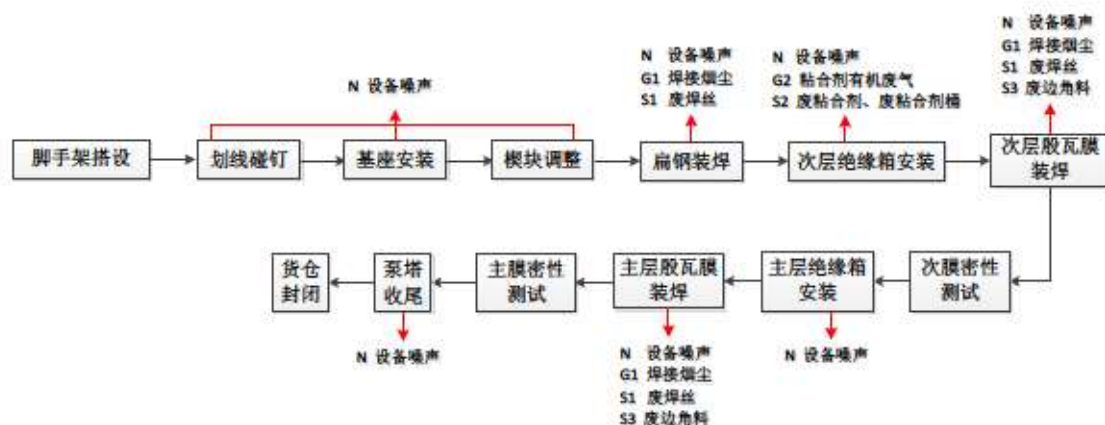 N 设备噪声
G1 焊接烟尘
S1 废焊丝
S3 废边角料
N 设备噪声
G1 焊接烟尘
S1 废焊丝
N 设备噪声
G2 粘合剂有机废气
S2 废粘合剂、废粘合剂桶
N 设备噪声
脚手架搭设
划线碰钉
基座安装
楔块调整
扁钢装焊
次层绝缘箱安装
次层殷瓦膜
装焊
货仓
封闭
泵塔
收尾
主膜密性
测试
主层殷瓦膜
装焊
主层绝缘箱
安装
次膜密性
测试
N 设备噪声
N 设备噪声
G1 焊接烟尘
S1 废焊丝
S3 废边角料
N 设备噪声